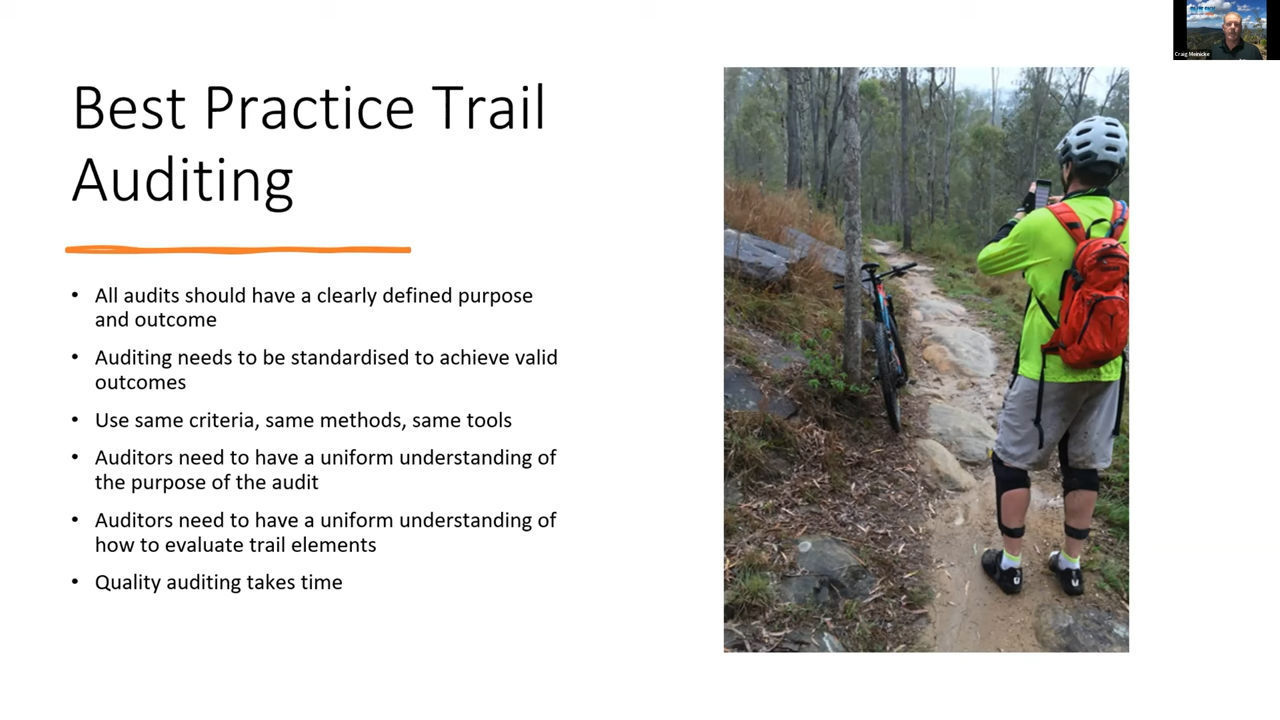 Best Practice Trail
Auditing
• All audits should have a clearly defined purpose
and outcome
• Auditing needs to be standardised to achieve valid
outcomes
• Use same criteria, same methods, same tools
• Auditors need to have a uniform understanding of
the purpose of the audit
• Auditors need to have a uniform understanding of
how to evaluate trail elements
• Quality auditing takes time
Craig Meinicke